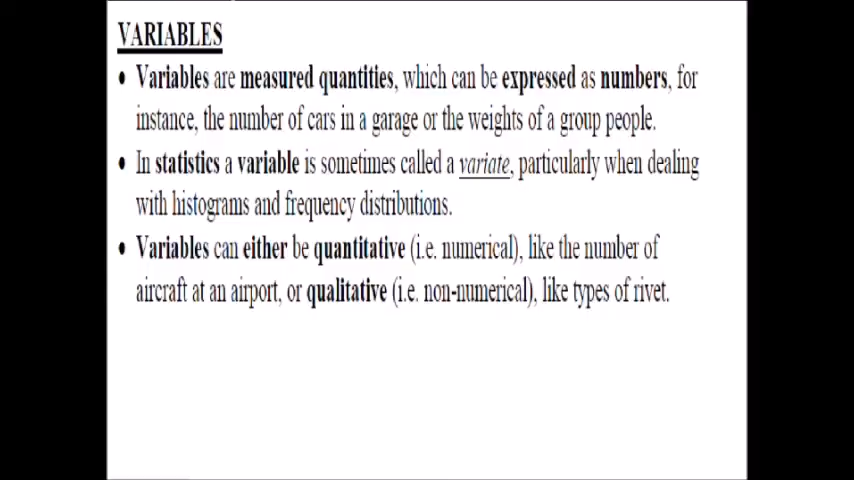 VARIABLES
• Variables are measured quantities, which can be expressed as numbers, for
instance, the number of cars in a garage or the weights of a group people.
• In statistics a variable is sometimes called a variate, particularly when dealing
with histograms and frequency distributions.
• Variables can either be quantitative (i.e. numerical), like the number of
aircraft at an airport, or qualitative (i.e. non-numerical), like types of rivet.